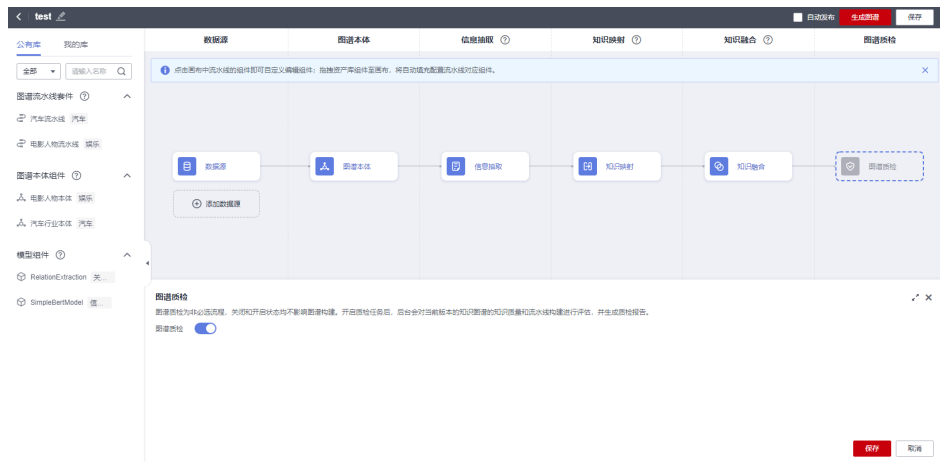 test
自动发布
生成图谱
保存
公有库 我的库
数据源 图谱本体 信息抽取 知识映射 知识融合 图谱质检
全部 请输入名称
点击画布中流水线的组件即可自定义编辑组件；拖拽资产库组件至画布，将自动填充配置流水线对应组件。
图谱流水线套件
汽车流水线 汽车
电影人物流水线 娱乐
图谱本体组件
电影人物本体 娱乐
汽车行业本体 汽车
模型组件
RelationExtraction 关...
SimpleBertModel 信...
数据源 图谱本体 信息抽取 知识映射 知识融合 图谱质检
添加数据源
图谱质检
图谱质检为非必选流程，关闭和开启状态均不影响图谱构建。开启质检任务后，后台会对当前版本的知识图谱的知识质量和流水线构建进行评估，并生成质检报告。
图谱质检
保存 取消